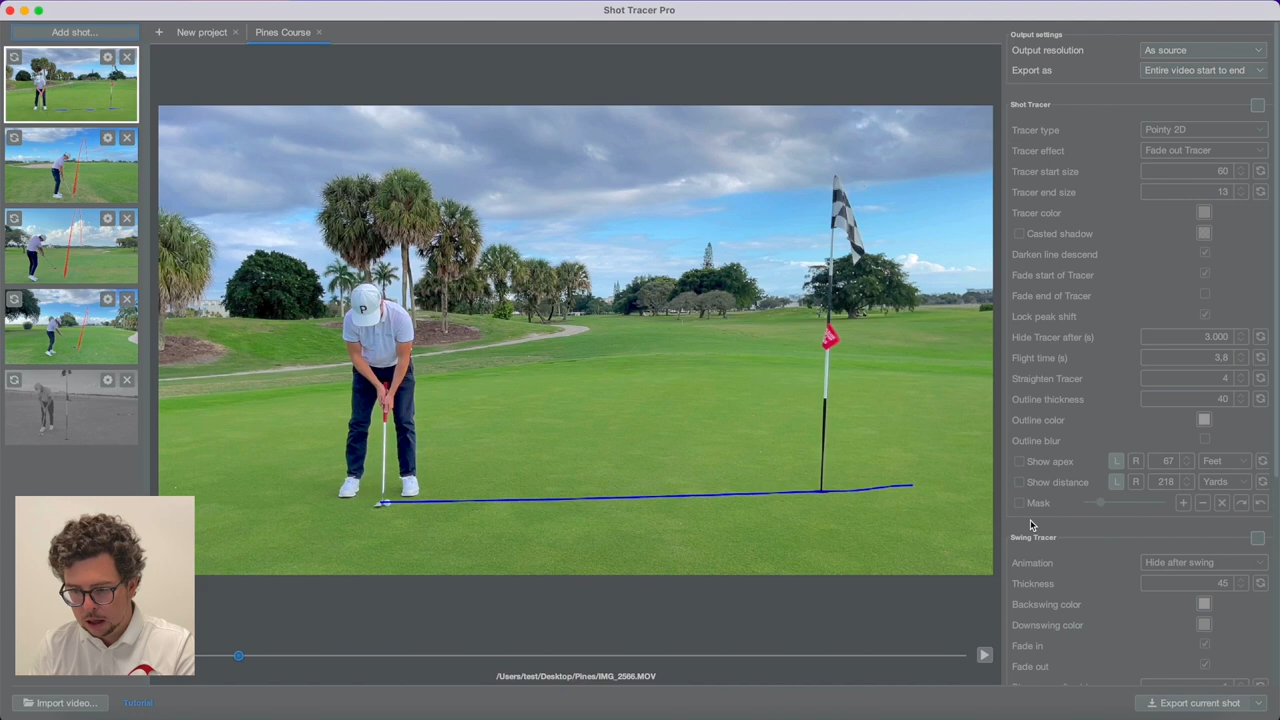 Shot Tracer Pro
Add shot...
New project
Pines Course
Output settings
Output resolution As source
Export as Entire video start to end
Shot Tracer
Tracer type Pointy 2D
Tracer effect Fade out Tracer
Tracer start size 60
Tracer end size 13
Tracer color
Casted shadow
Darken line descend
Fade start of Tracer
Fade end of Tracer
Lock peak shift
Hide Tracer after (s) 3.000
Flight time (s) 3,8
Straighten Tracer 4
Outline thickness 40
Outline color
Outline blur
Show apex L R 67 Feet
Show distance L R 218 Yards
Mask
Swing Tracer
Animation Hide after swing
Thickness 45
Backswing color
Downswing color
Fade in
Fade out
P
/Users/test/Desktop/Pines/IMG_2566.MOV
Import video...
Tutorial
Export current shot